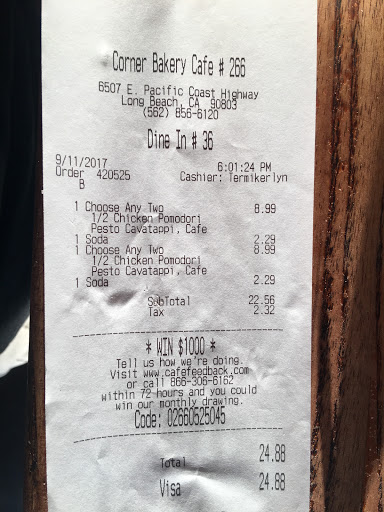 Corner Bakery Cafe # 266
6507 E. Pacific Coast Highway
Long Beach, CA 90803
(562) 856-6120
Dine In # 36
9/11/2017 6:01:24 PM
Order 420525 Cashier: Termikerlyn
B
1 Choose Any Two 8.99
1/2 Chicken Pomodori
Pesto Cavatappi, Cafe
1 Soda 2.29
1 Choose Any Two 8.99
1/2 Chicken Pomodori
Pesto Cavatappi, Cafe
1 Soda 2.29
SubTotal 22.56
Tax 2.32
* WIN $1000 *
Tell us how we're doing.
Visit www.cafefeedback.com
or call 866-306-6162
within 72 hours and you could
win our monthly drawing.
Code: 02660525045
Total 24.88
Visa 24.88